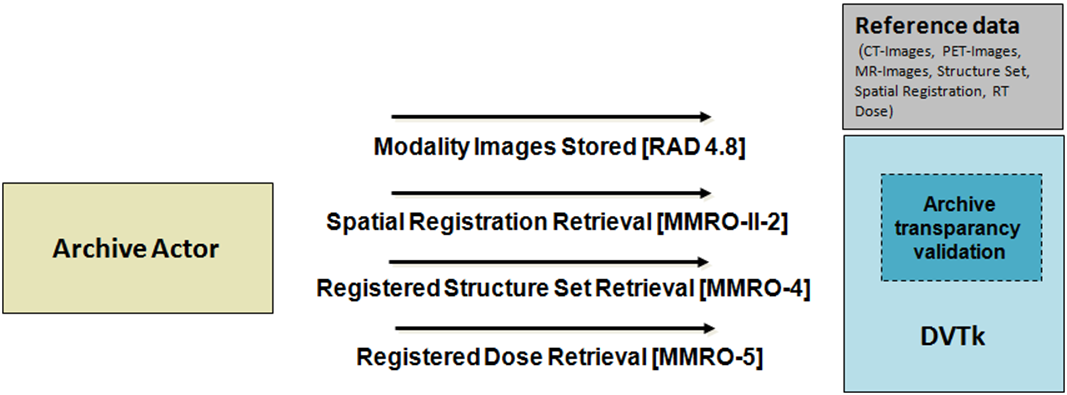 Reference data
(CT-Images, PET-Images,
MR-Images, Structure Set,
Spatial Registration, RT
Dose)
Modality Images Stored [RAD 4.8]
Archive Actor
Spatial Registration Retrieval [MMRO-II-2]
Archive
transparancy
validation
Registered Structure Set Retrieval [MMRO-4]
DVTk
Registered Dose Retrieval [MMRO-5]